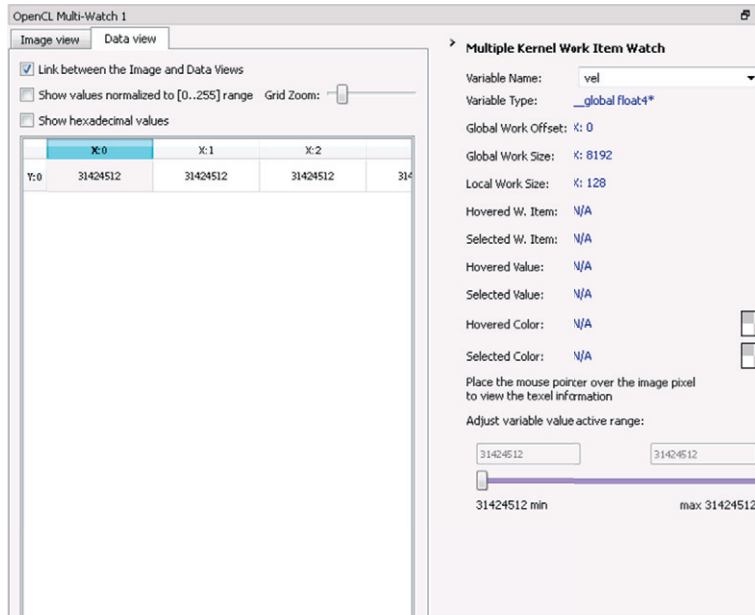 OpenCL Multi-Watch 1
Image view
Data view
Link between the Image and Data Views
Show values normalized to [0..255] range Grid Zoom:
Show hexadecimal values
X:0 X:1 X:2
Y:0 31424512 31424512 31424512 314
Multiple Kernel Work Item Watch
Variable Name: vel
Variable Type: __global float4*
Global Work Offset: X: 0
Global Work Size: X: 8192
Local Work Size: X: 128
Hovered W. Item: N/A
Selected W. Item: N/A
Hovered Value: N/A
Selected Value: N/A
Hovered Color: N/A
Selected Color: N/A
Place the mouse pointer over the image pixel
to view the texel information
Adjust variable value active range:
31424512 31424512
31424512 min max 31424512